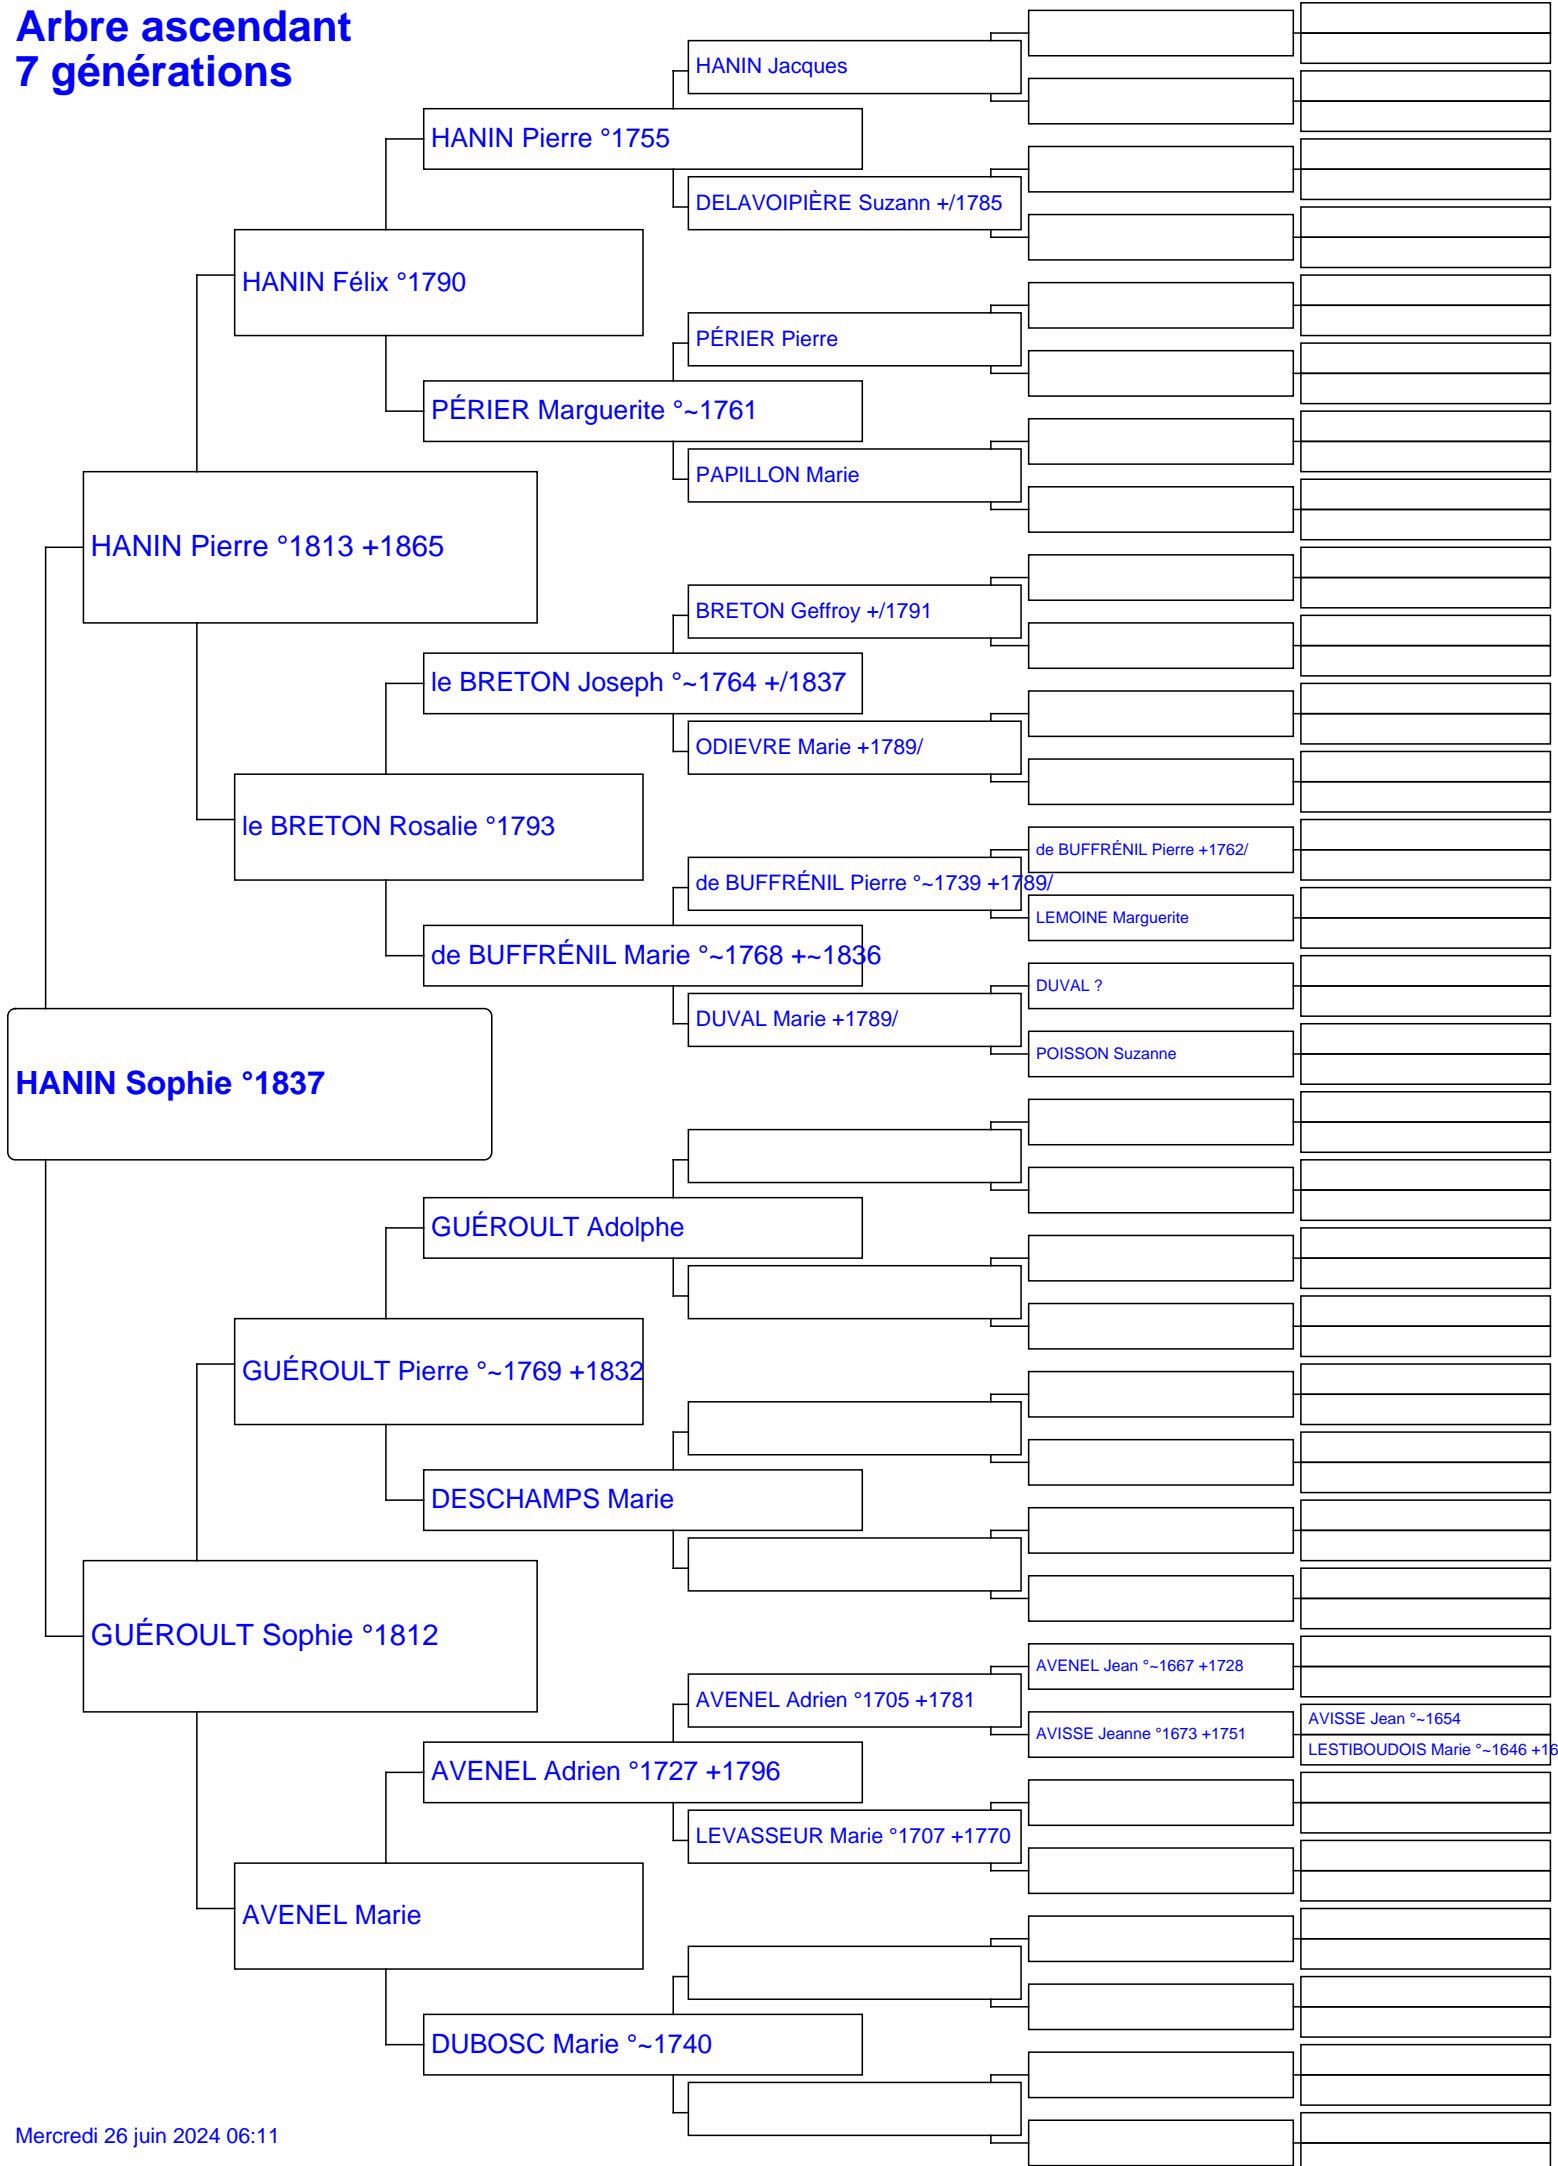 Arbre ascendant
7 générations
HANIN Jacques
HANIN Pierre °1755
DELAVOIPIÈRE Suzann +/1785
HANIN Félix °1790
PÉRIER Pierre
PÉRIER Marguerite °~1761
PAPILLON Marie
HANIN Pierre °1813 +1865
BRETON Geffroy +/1791
le BRETON Joseph °~1764 +/1837
ODIEVRE Marie +1789/
le BRETON Rosalie °1793
de BUFFRÉNIL Pierre +1762/
de BUFFRÉNIL Pierre °~1739 +1789/
LEMOINE Marguerite
de BUFFRÉNIL Marie °~1768 +~1836
DUVAL ?
DUVAL Marie +1789/
POISSON Suzanne
HANIN Sophie °1837
GUÉROULT Adolphe
GUÉROULT Pierre °~1769 +1832
DESCHAMPS Marie
GUÉROULT Sophie °1812
AVENEL Jean °~1667 +1728
AVENEL Adrien °1705 +1781
AVISSE Jean °~1654
AVISSE Jeanne °1673 +1751
LESTIBOUDOIS Marie °~1646 +16
AVENEL Adrien °1727 +1796
LEVASSEUR Marie °1707 +1770
AVENEL Marie
DUBOSC Marie °~1740
Mercredi 26 juin 2024 06:11